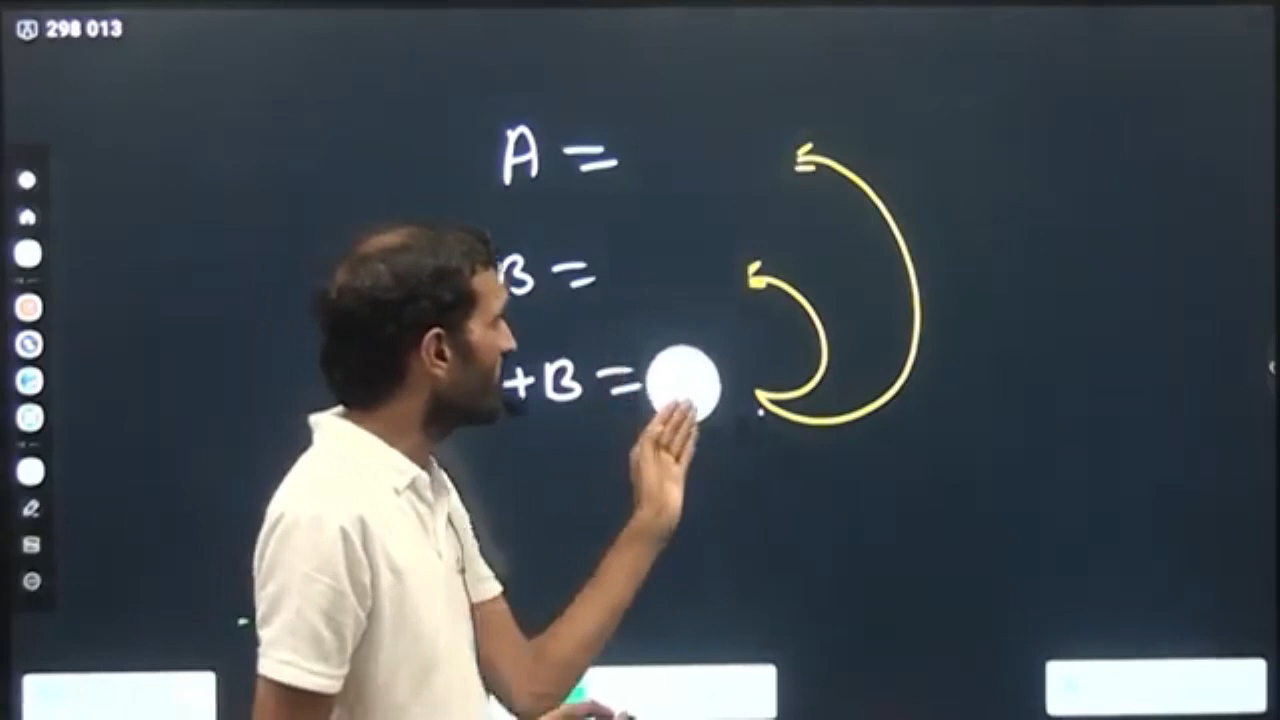 298 013
A =
B =
+B =